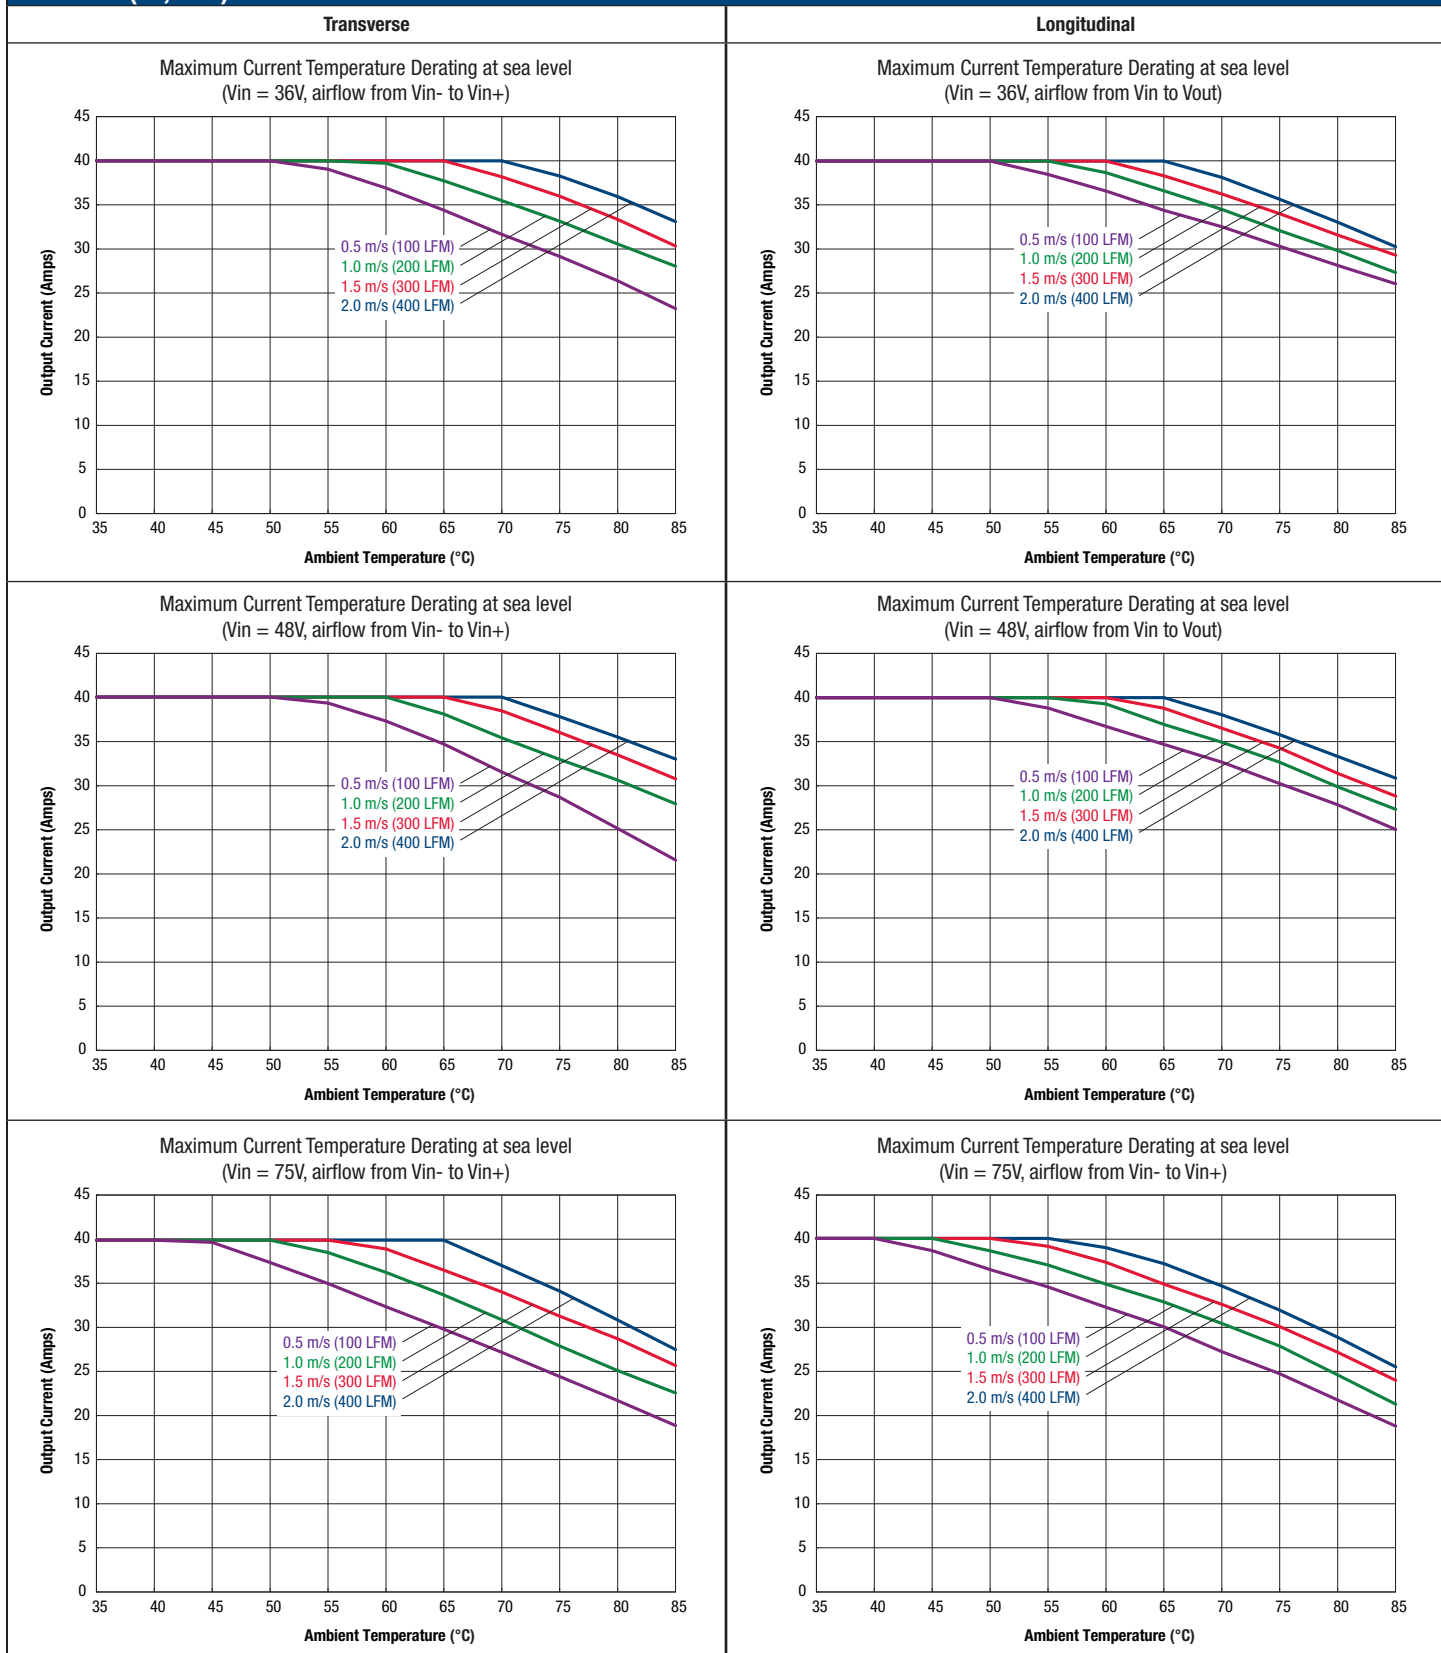 Transverse
Longitudinal
Maximum Current Temperature Derating at sea level
(Vin = 36V, airflow from Vin- to Vin+)
45
40
35
30
25
20
15
10
5
0
Output Current (Amps)
0.5 m/s (100 LFM)
1.0 m/s (200 LFM)
1.5 m/s (300 LFM)
2.0 m/s (400 LFM)
35 40 45 50 55 60 65 70 75 80 85
Ambient Temperature (°C)
Maximum Current Temperature Derating at sea level
(Vin = 36V, airflow from Vin to Vout)
45
40
35
30
25
20
15
10
5
0
Output Current (Amps)
0.5 m/s (100 LFM)
1.0 m/s (200 LFM)
1.5 m/s (300 LFM)
2.0 m/s (400 LFM)
35 40 45 50 55 60 65 70 75 80 85
Ambient Temperature (°C)
Maximum Current Temperature Derating at sea level
(Vin = 48V, airflow from Vin- to Vin+)
45
40
35
30
25
20
15
10
5
0
Output Current (Amps)
0.5 m/s (100 LFM)
1.0 m/s (200 LFM)
1.5 m/s (300 LFM)
2.0 m/s (400 LFM)
35 40 45 50 55 60 65 70 75 80 85
Ambient Temperature (°C)
Maximum Current Temperature Derating at sea level
(Vin = 48V, airflow from Vin to Vout)
45
40
35
30
25
20
15
10
5
0
Output Current (Amps)
0.5 m/s (100 LFM)
1.0 m/s (200 LFM)
1.5 m/s (300 LFM)
2.0 m/s (400 LFM)
35 40 45 50 55 60 65 70 75 80 85
Ambient Temperature (°C)
Maximum Current Temperature Derating at sea level
(Vin = 75V, airflow from Vin- to Vin+)
45
40
35
30
25
20
15
10
5
0
Output Current (Amps)
0.5 m/s (100 LFM)
1.0 m/s (200 LFM)
1.5 m/s (300 LFM)
2.0 m/s (400 LFM)
35 40 45 50 55 60 65 70 75 80 85
Ambient Temperature (°C)
Maximum Current Temperature Derating at sea level
(Vin = 75V, airflow from Vin- to Vin+)
45
40
35
30
25
20
15
10
5
0
Output Current (Amps)
0.5 m/s (100 LFM)
1.0 m/s (200 LFM)
1.5 m/s (300 LFM)
2.0 m/s (400 LFM)
35 40 45 50 55 60 65 70 75 80 85
Ambient Temperature (°C)